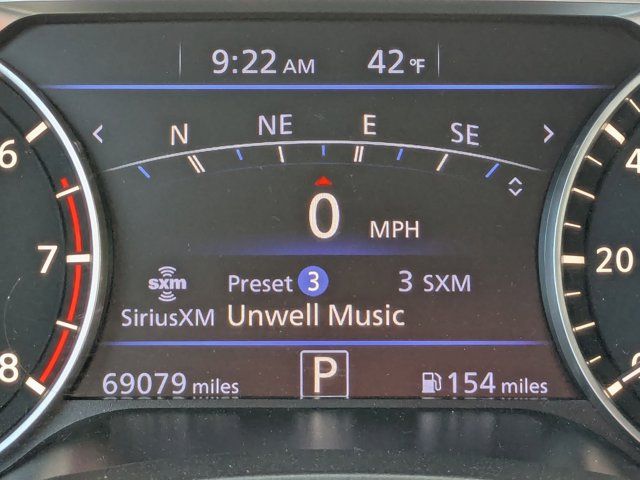 9:22 AM 42 °F
< N NE E SE >
6 0 MPH 4
7 20
sxm Preset 3 3 SXM
SiriusXM Unwell Music
8 69079 miles P 154 miles